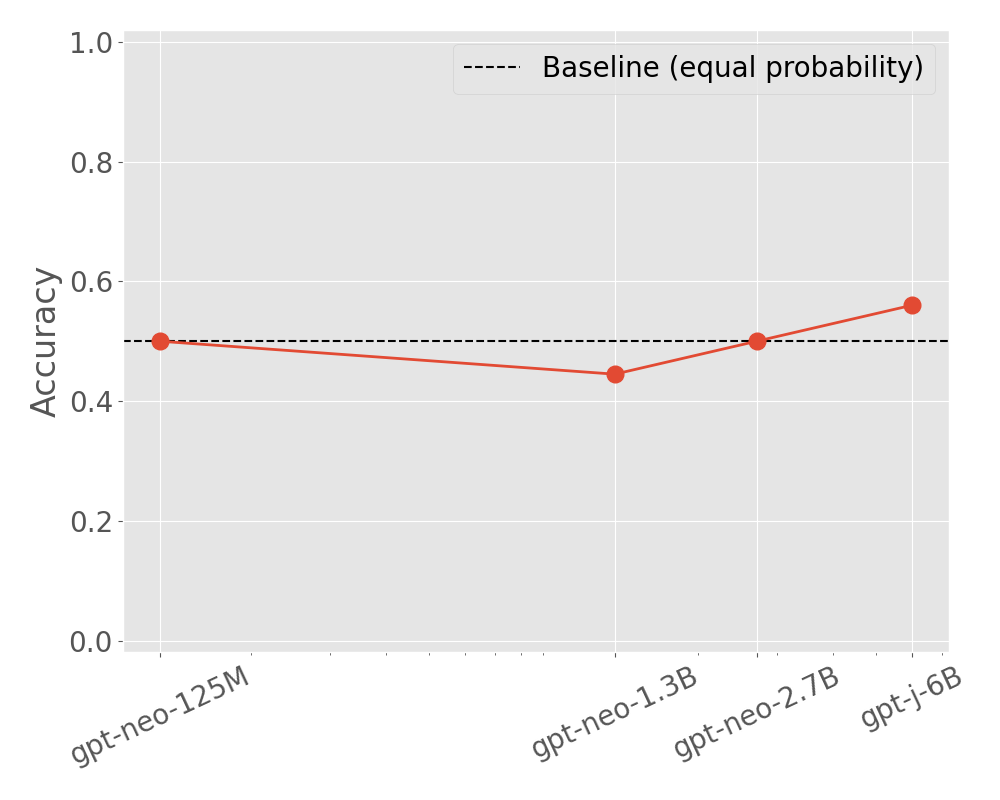 Baseline (equal probability)
Accuracy
1.0
0.8
0.6
0.4
0.2
0.0
gpt-neo-125M
gpt-neo-1.3B
gpt-neo-2.7B
gpt-j-6B